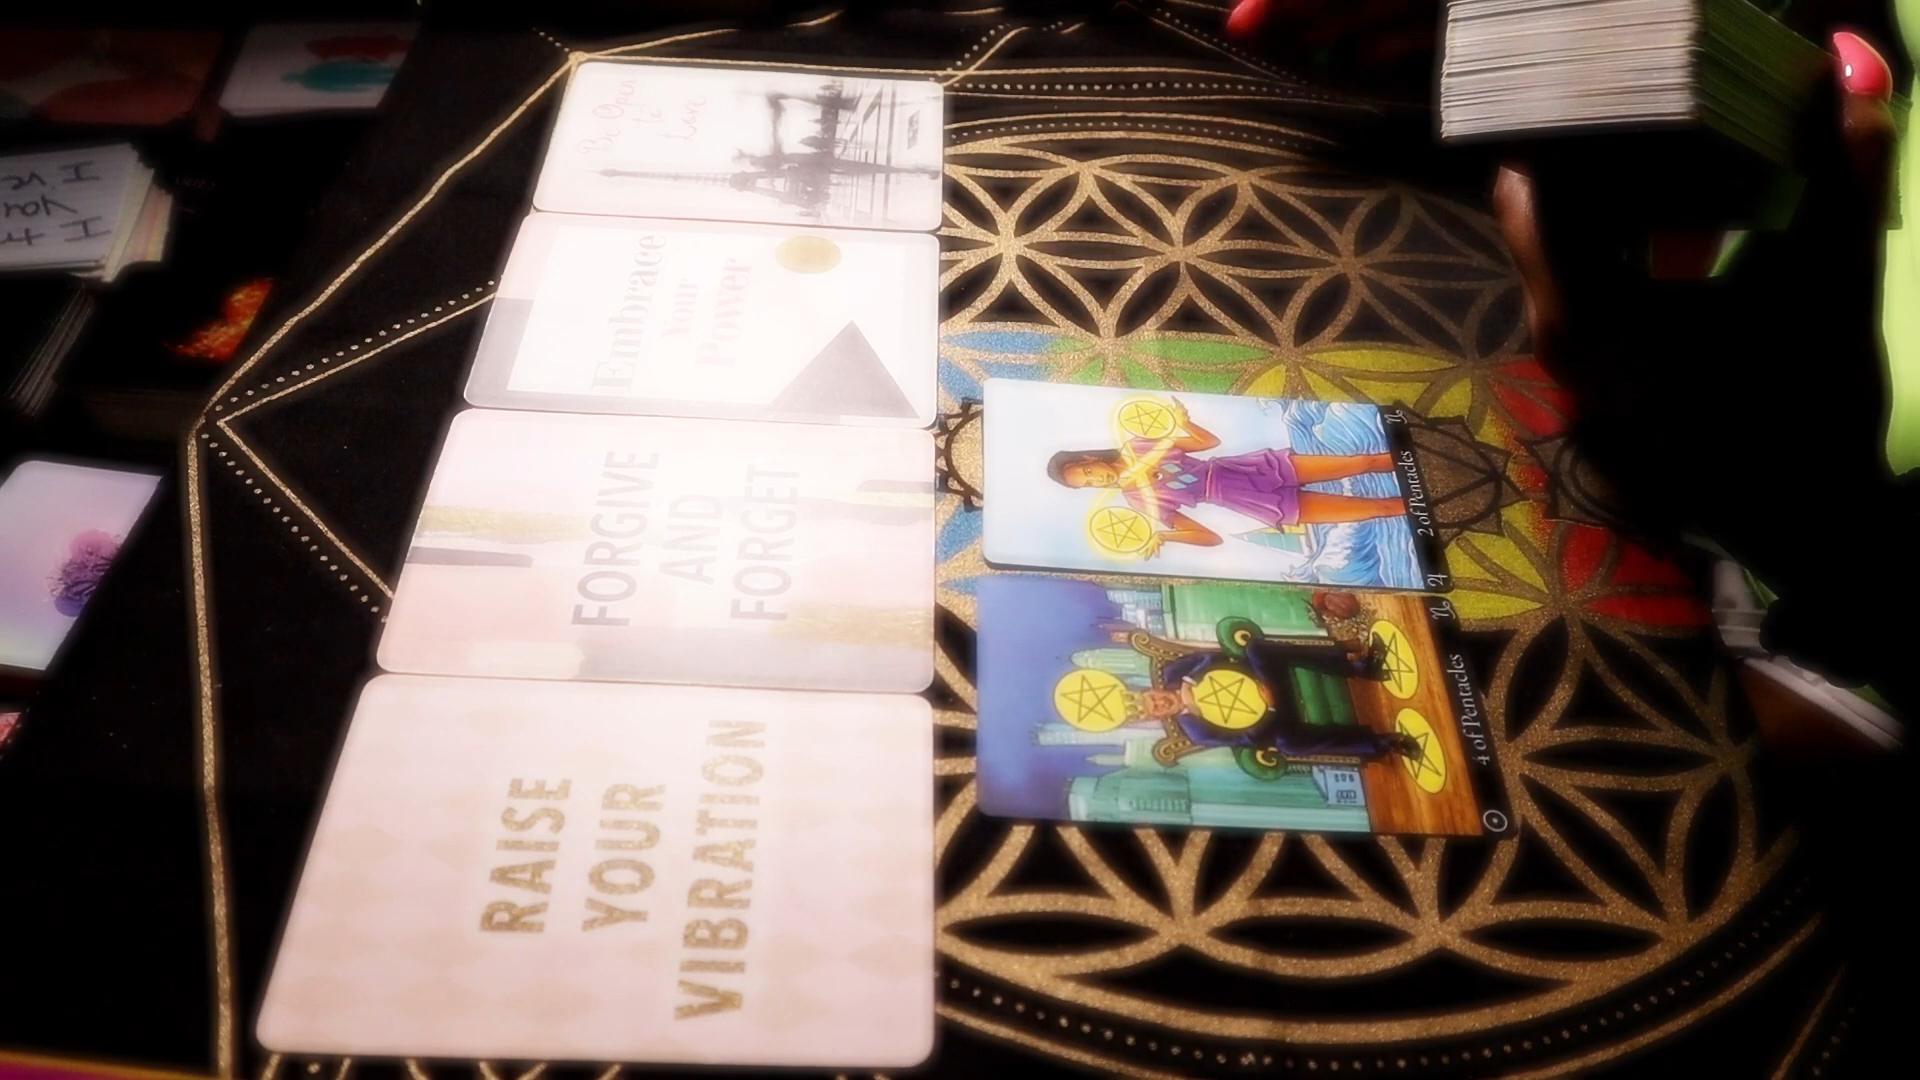 Be Open
to
Love
Embrace
Your
Power
FORGIVE
AND
FORGET
RAISE
YOUR
VIBRATION
2 of Pentacles
4 of Pentacles